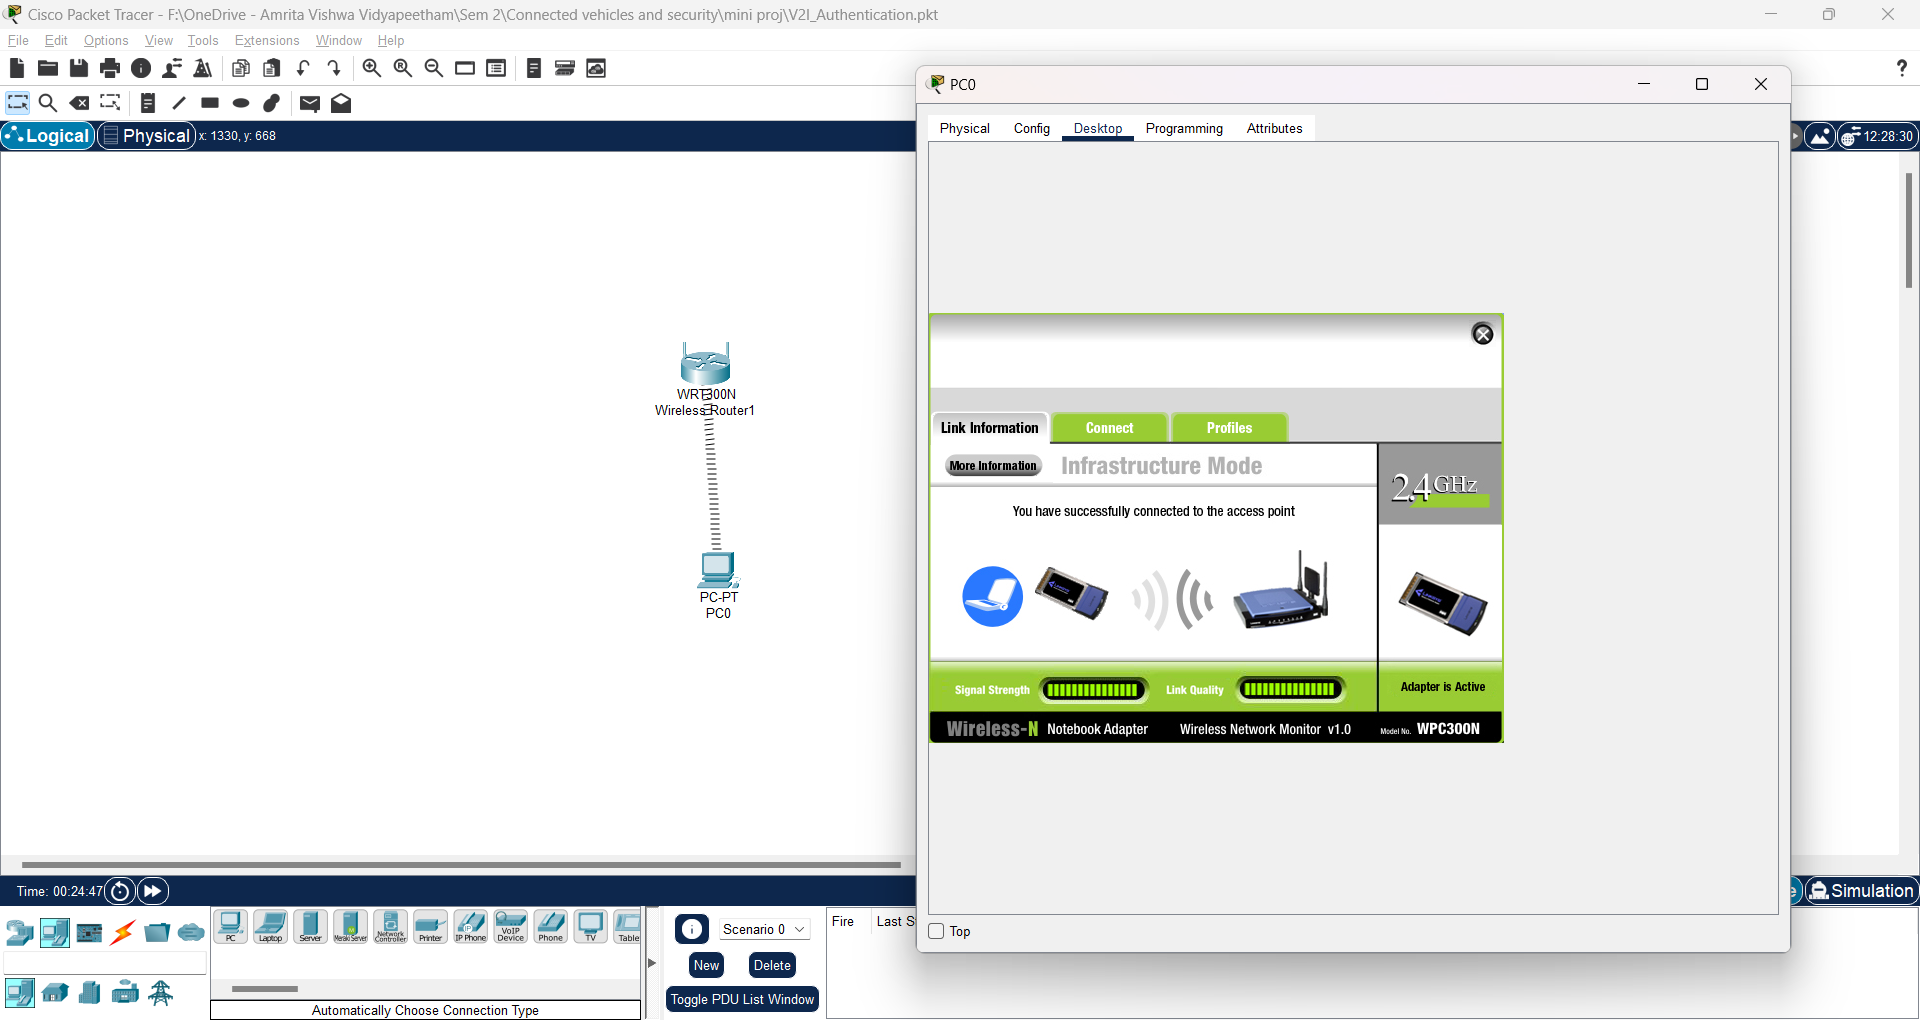 Cisco Packet Tracer - F:\OneDrive - Amrita Vishwa Vidyapeetham\Sem 2\Connected vehicles and security\mini proj\V2I_Authentication.pkt
File Edit Options View Tools Extensions Window Help
Logical Physical x: 1330, y: 668
12:28:30
WRT300N
Wireless Router1
PC-PT
PC0
PC0
Physical Config Desktop Programming Attributes
Link Information Connect Profiles
More Information Infrastructure Mode
2.4GHz
You have successfully connected to the access point
Signal Strength Link Quality Adapter is Active
Wireless-N Notebook Adapter Wireless Network Monitor v1.0 Model No. WPC300N
Top
Time: 00:24:47
e Simulation
PC Laptop Server MerakiServer Network Controller Printer IP Phone VoIP Device Phone TV Table
Automatically Choose Connection Type
Scenario 0
New Delete
Toggle PDU List Window
Fire Last S